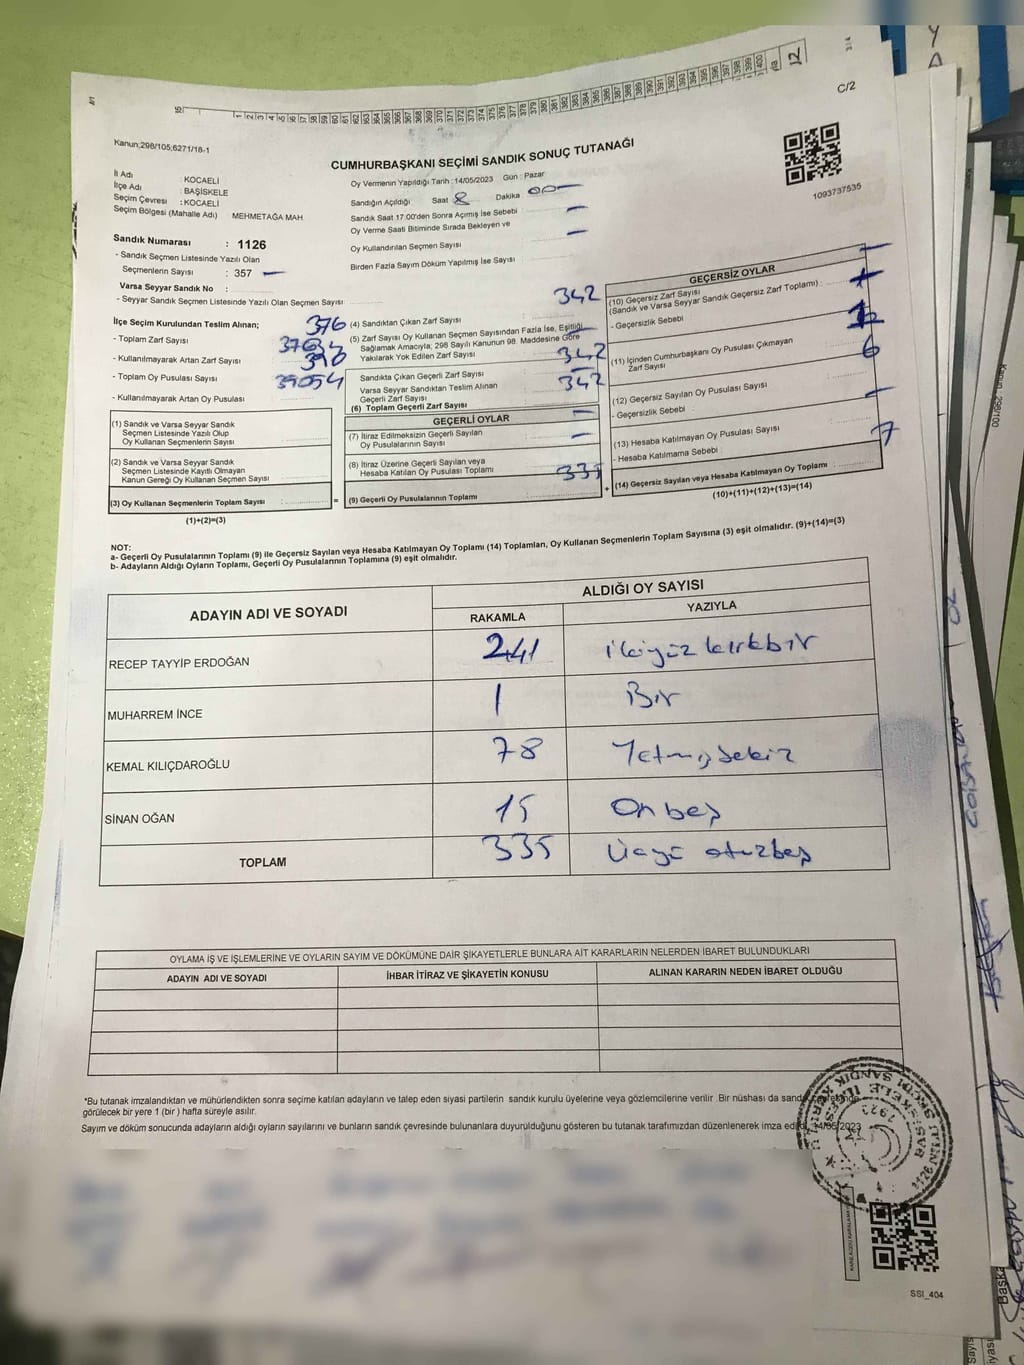 C/2
Kanun;298/105;6271/18-1
CUMHURBAŞKANI SEÇİMİ SANDIK SONUÇ TUTANAĞI
1093737535
İl Adı : KOCAELİ
İlçe Adı : BAŞİSKELE
Seçim Çevresi : KOCAELİ
Seçim Bölgesi (Mahalle Adı) MEHMETAĞA MAH.
Oy Vermenin Yapıldığı Tarih : 14/05/2023 Gün : Pazar
Sandığın Açıldığı Saat 8 Dakika 00
Sandık Saat 17:00'den Sonra Açımış İse Sebebi
Oy Verme Saati Bitiminde Sırada Bekleyen ve
Oy Kullandırılan Seçmen Sayısı
Birden Fazla Sayım Döküm Yapılmış İse Sayısı
Sandık Numarası : 1126
- Sandık Seçmen Listesinde Yazılı Olan
Seçmenlerin Sayısı : 357
Varsa Seyyar Sandık No :
- Seyyar Sandık Seçmen Listesinde Yazılı Olan Seçmen Sayısı
İlçe Seçim Kurulundan Teslim Alınan;
- Toplam Zarf Sayısı 376
- Kullanılmayarak Artan Zarf Sayısı
- Toplam Oy Pusulası Sayısı
- Kullanılmayarak Artan Oy Pusulası
(1) Sandık ve Varsa Seyyar Sandık
Seçmen Listesinde Yazılı Olup
Oy Kullanan Seçmenlerin Sayısı
(2) Sandık ve Varsa Seyyar Sandık
Seçmen Listesinde Kayıtlı Olmayan
Kanun Gereği Oy Kullanan Seçmen Sayısı
(3) Oy Kullanan Seçmenlerin Toplam Sayısı :
(1)+(2)=(3)
(4) Sandıktan Çıkan Zarf Sayısı 342
(5) Zarf Sayısı Oy Kullanan Seçmen Sayısından Fazla İse, Eşitliği
Sağlamak Amacıyla; 298 Sayılı Kanunun 98. Maddesine Göre
Yakılarak Yok Edilen Zarf Sayısı
Sandıkta Çıkan Geçerli Zarf Sayısı 342
Varsa Seyyar Sandıktan Teslim Alınan
Geçerli Zarf Sayısı
(6) Toplam Geçerli Zarf Sayısı 342
GEÇERLİ OYLAR
(7) İtiraz Edilmeksizin Geçerli Sayılan
Oy Pusulalarının Sayısı
(8) İtiraz Üzerine Geçerli Sayılan veya
Hesaba Katılan Oy Pusulası Toplamı
= (9) Geçerli Oy Pusulalarının Toplamı 335
GEÇERSİZ OYLAR
(10) Geçersiz Zarf Sayısı
(Sandık ve Varsa Seyyar Sandık Geçersiz Zarf Toplamı) :
- Geçersizlik Sebebi
(11) İçinden Cumhurbaşkanı Oy Pusulası Çıkmayan
Zarf Sayısı
(12) Geçersiz Sayılan Oy Pusulası Sayısı 6
- Geçersizlik Sebebi :
(13) Hesaba Katılmayan Oy Pusulası Sayısı
- Hesaba Katılmama Sebebi :
+ (14) Geçersiz Sayılan veya Hesaba Katılmayan Oy Toplamı 7
(10)+(11)+(12)+(13)=(14)
NOT:
a- Geçerli Oy Pusulalarının Toplamı (9) ile Geçersiz Sayılan veya Hesaba Katılmayan Oy Toplamı (14) Toplamları, Oy Kullanan Seçmenlerin Toplam Sayısına (3) eşit olmalıdır. (9)+(14)=(3)
b- Adayların Aldığı Oyların Toplamı, Geçerli Oy Pusulalarının Toplamına (9) eşit olmalıdır.
ADAYIN ADI VE SOYADI ALDIĞI OY SAYISI
RAKAMLA YAZIYLA
RECEP TAYYİP ERDOĞAN 241 ikiyüz kırkbir
MUHARREM İNCE 1 Bir
KEMAL KILIÇDAROĞLU 78 Yetmişsekiz
SİNAN OĞAN 15 Onbeş
TOPLAM 335 Üçyüz otuzbeş
OYLAMA İŞ VE İŞLEMLERİNE VE OYLARIN SAYIM VE DÖKÜMÜNE DAİR ŞİKAYETLERLE BUNLARA AİT KARARLARIN NELERDEN İBARET BULUNDUKLARI
ADAYIN ADI VE SOYADI İHBAR İTİRAZ VE ŞİKAYETİN KONUSU ALINAN KARARIN NEDEN İBARET OLDUĞU
*Bu tutanak imzalandıktan ve mühürlendikten sonra seçime katılan adayların ve talep eden siyasi partilerin sandık kurulu üyelerine veya gözlemcilerine verilir .Bir nüshası da sandık çevresinde
görülecek bir yere 1 (bir ) hafta süreyle asılır.
Sayım ve döküm sonucunda adayların aldığı oyların sayılarını ve bunların sandık çevresinde bulunanlara duyurulduğunu gösteren bu tutanak tarafımızdan düzenlenerek imza edildi. 14/05/2023
SSI_404